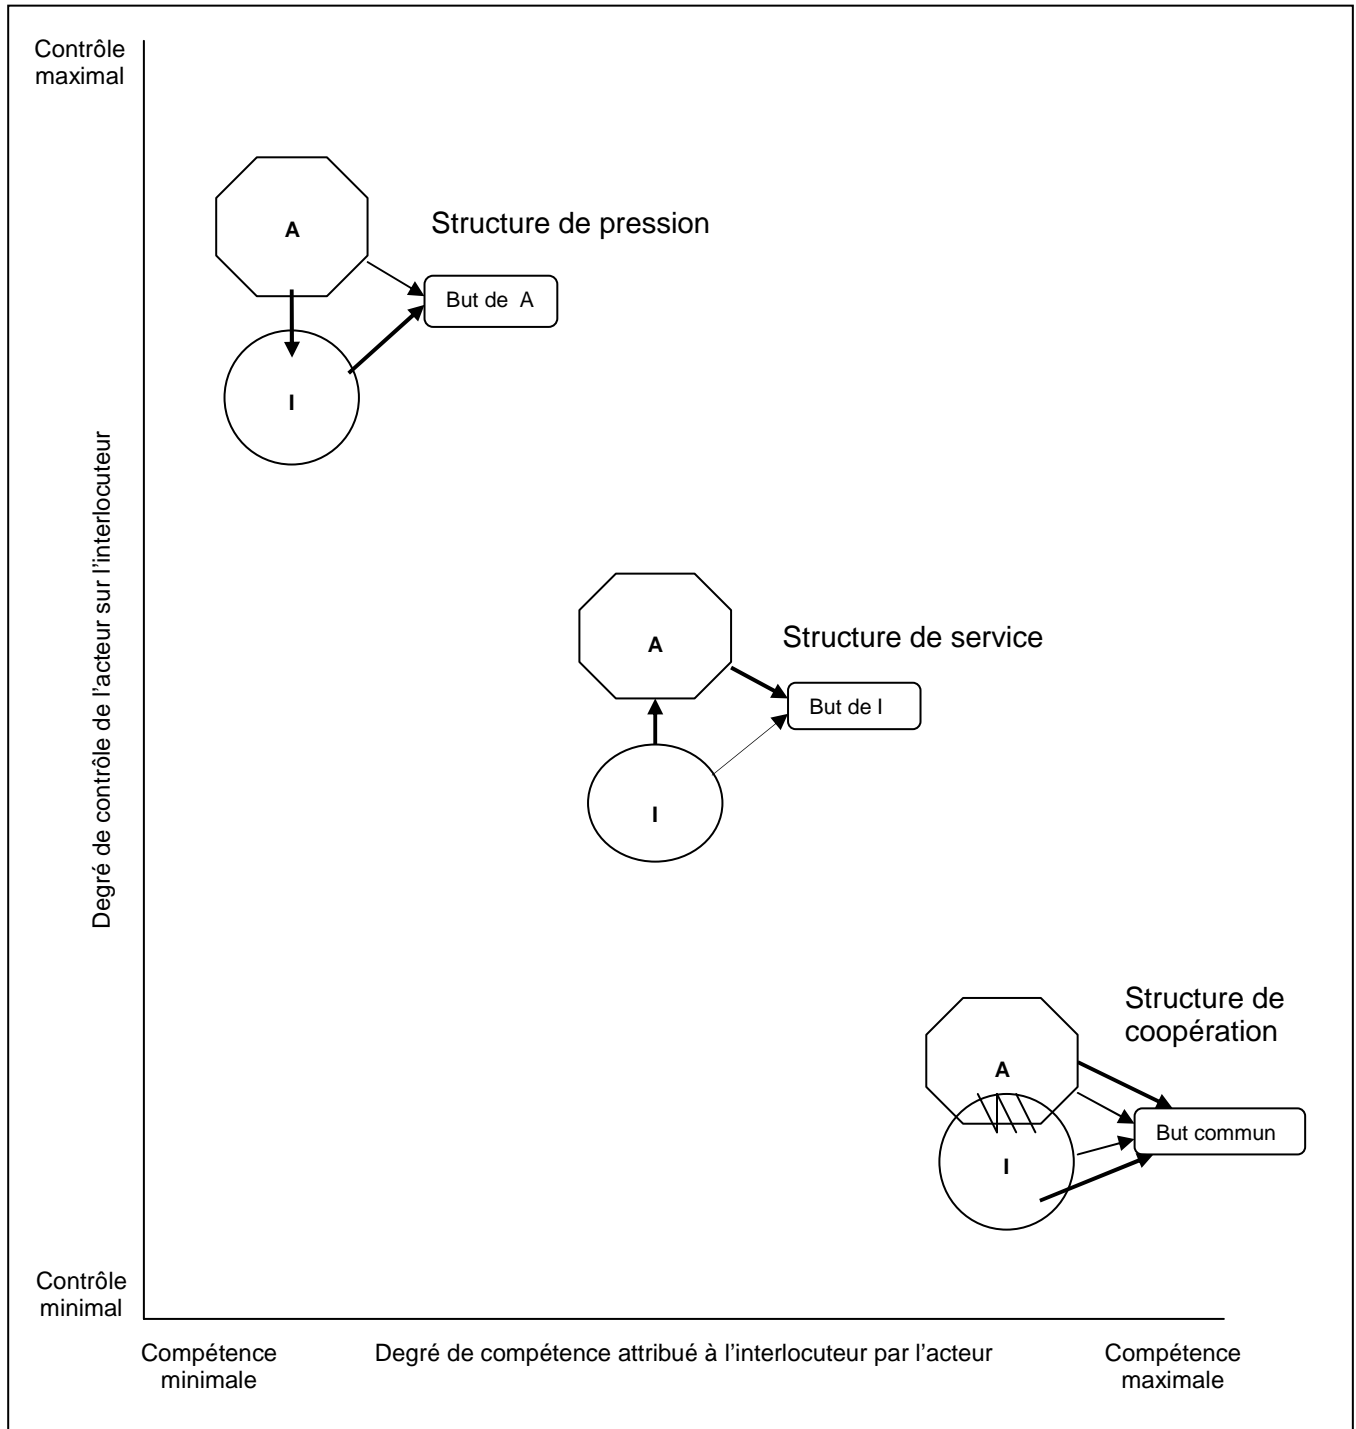 Contrôle
maximal
A
Structure de pression
But de A
I
Degré de contrôle de l'acteur sur l'interlocuteur
A
Structure de service
But de I
I
Structure de
coopération
A
But commun
I
Contrôle
minimal
Compétence
minimale
Degré de compétence attribué à l'interlocuteur par l'acteur
Compétence
maximale